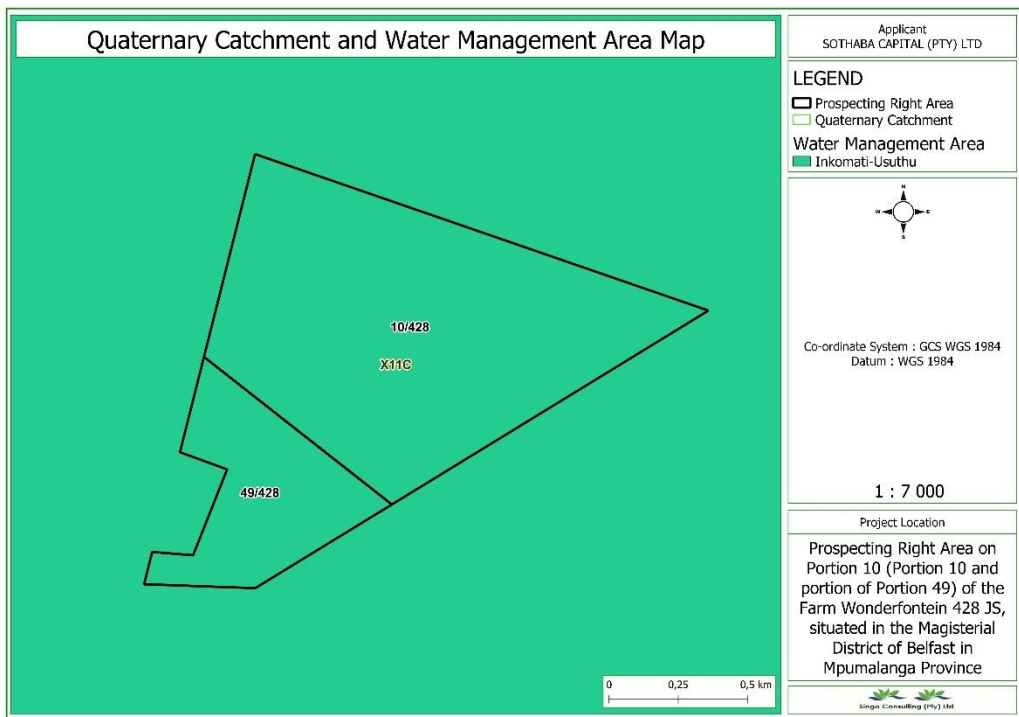 Quaternary Catchment and Water Management Area Map
10/428
X11C
49/428
0 0,25 0,5 km
Applicant
SOTHABA CAPITAL (PTY) LTD
LEGEND
Prospecting Right Area
Quaternary Catchment
Water Management Area
Inkomati-Usuthu
N
W E
S
Co-ordinate System : GCS WGS 1984
Datum : WGS 1984
1 : 7 000
Project Location
Prospecting Right Area on
Portion 10 (Portion 10 and
portion of Portion 49) of the
Farm Wonderfontein 428 JS,
situated in the Magisterial
District of Belfast in
Mpumalanga Province
Singo Consulting (Pty) Ltd